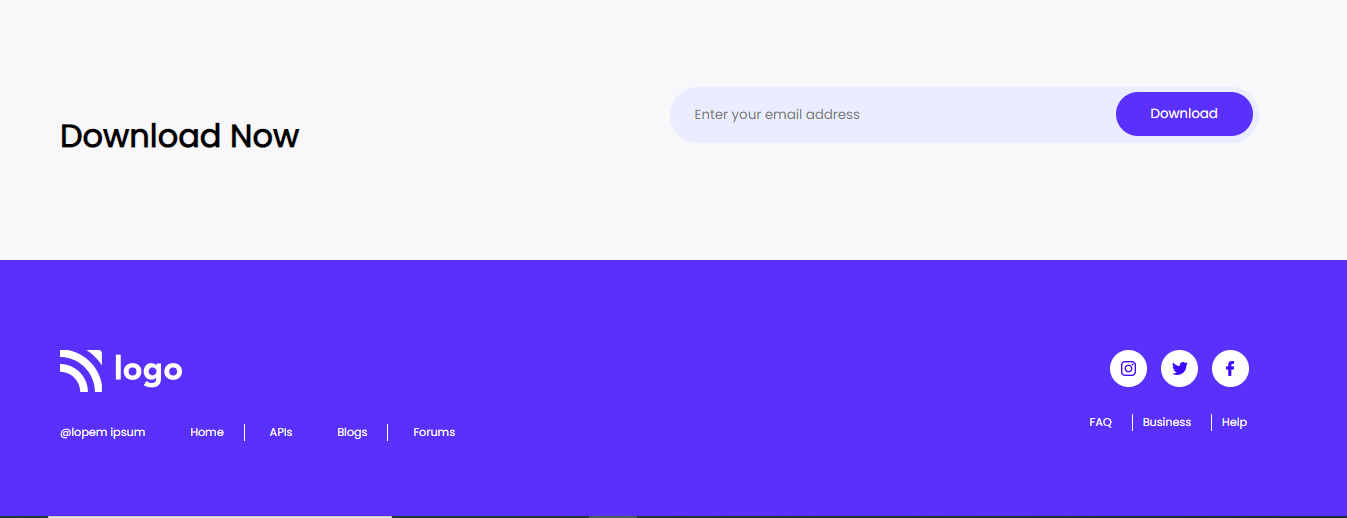 Download Now
Enter your email address
Download
logo
@lopem ipsum Home APIs Blogs Forums
FAQ Business Help